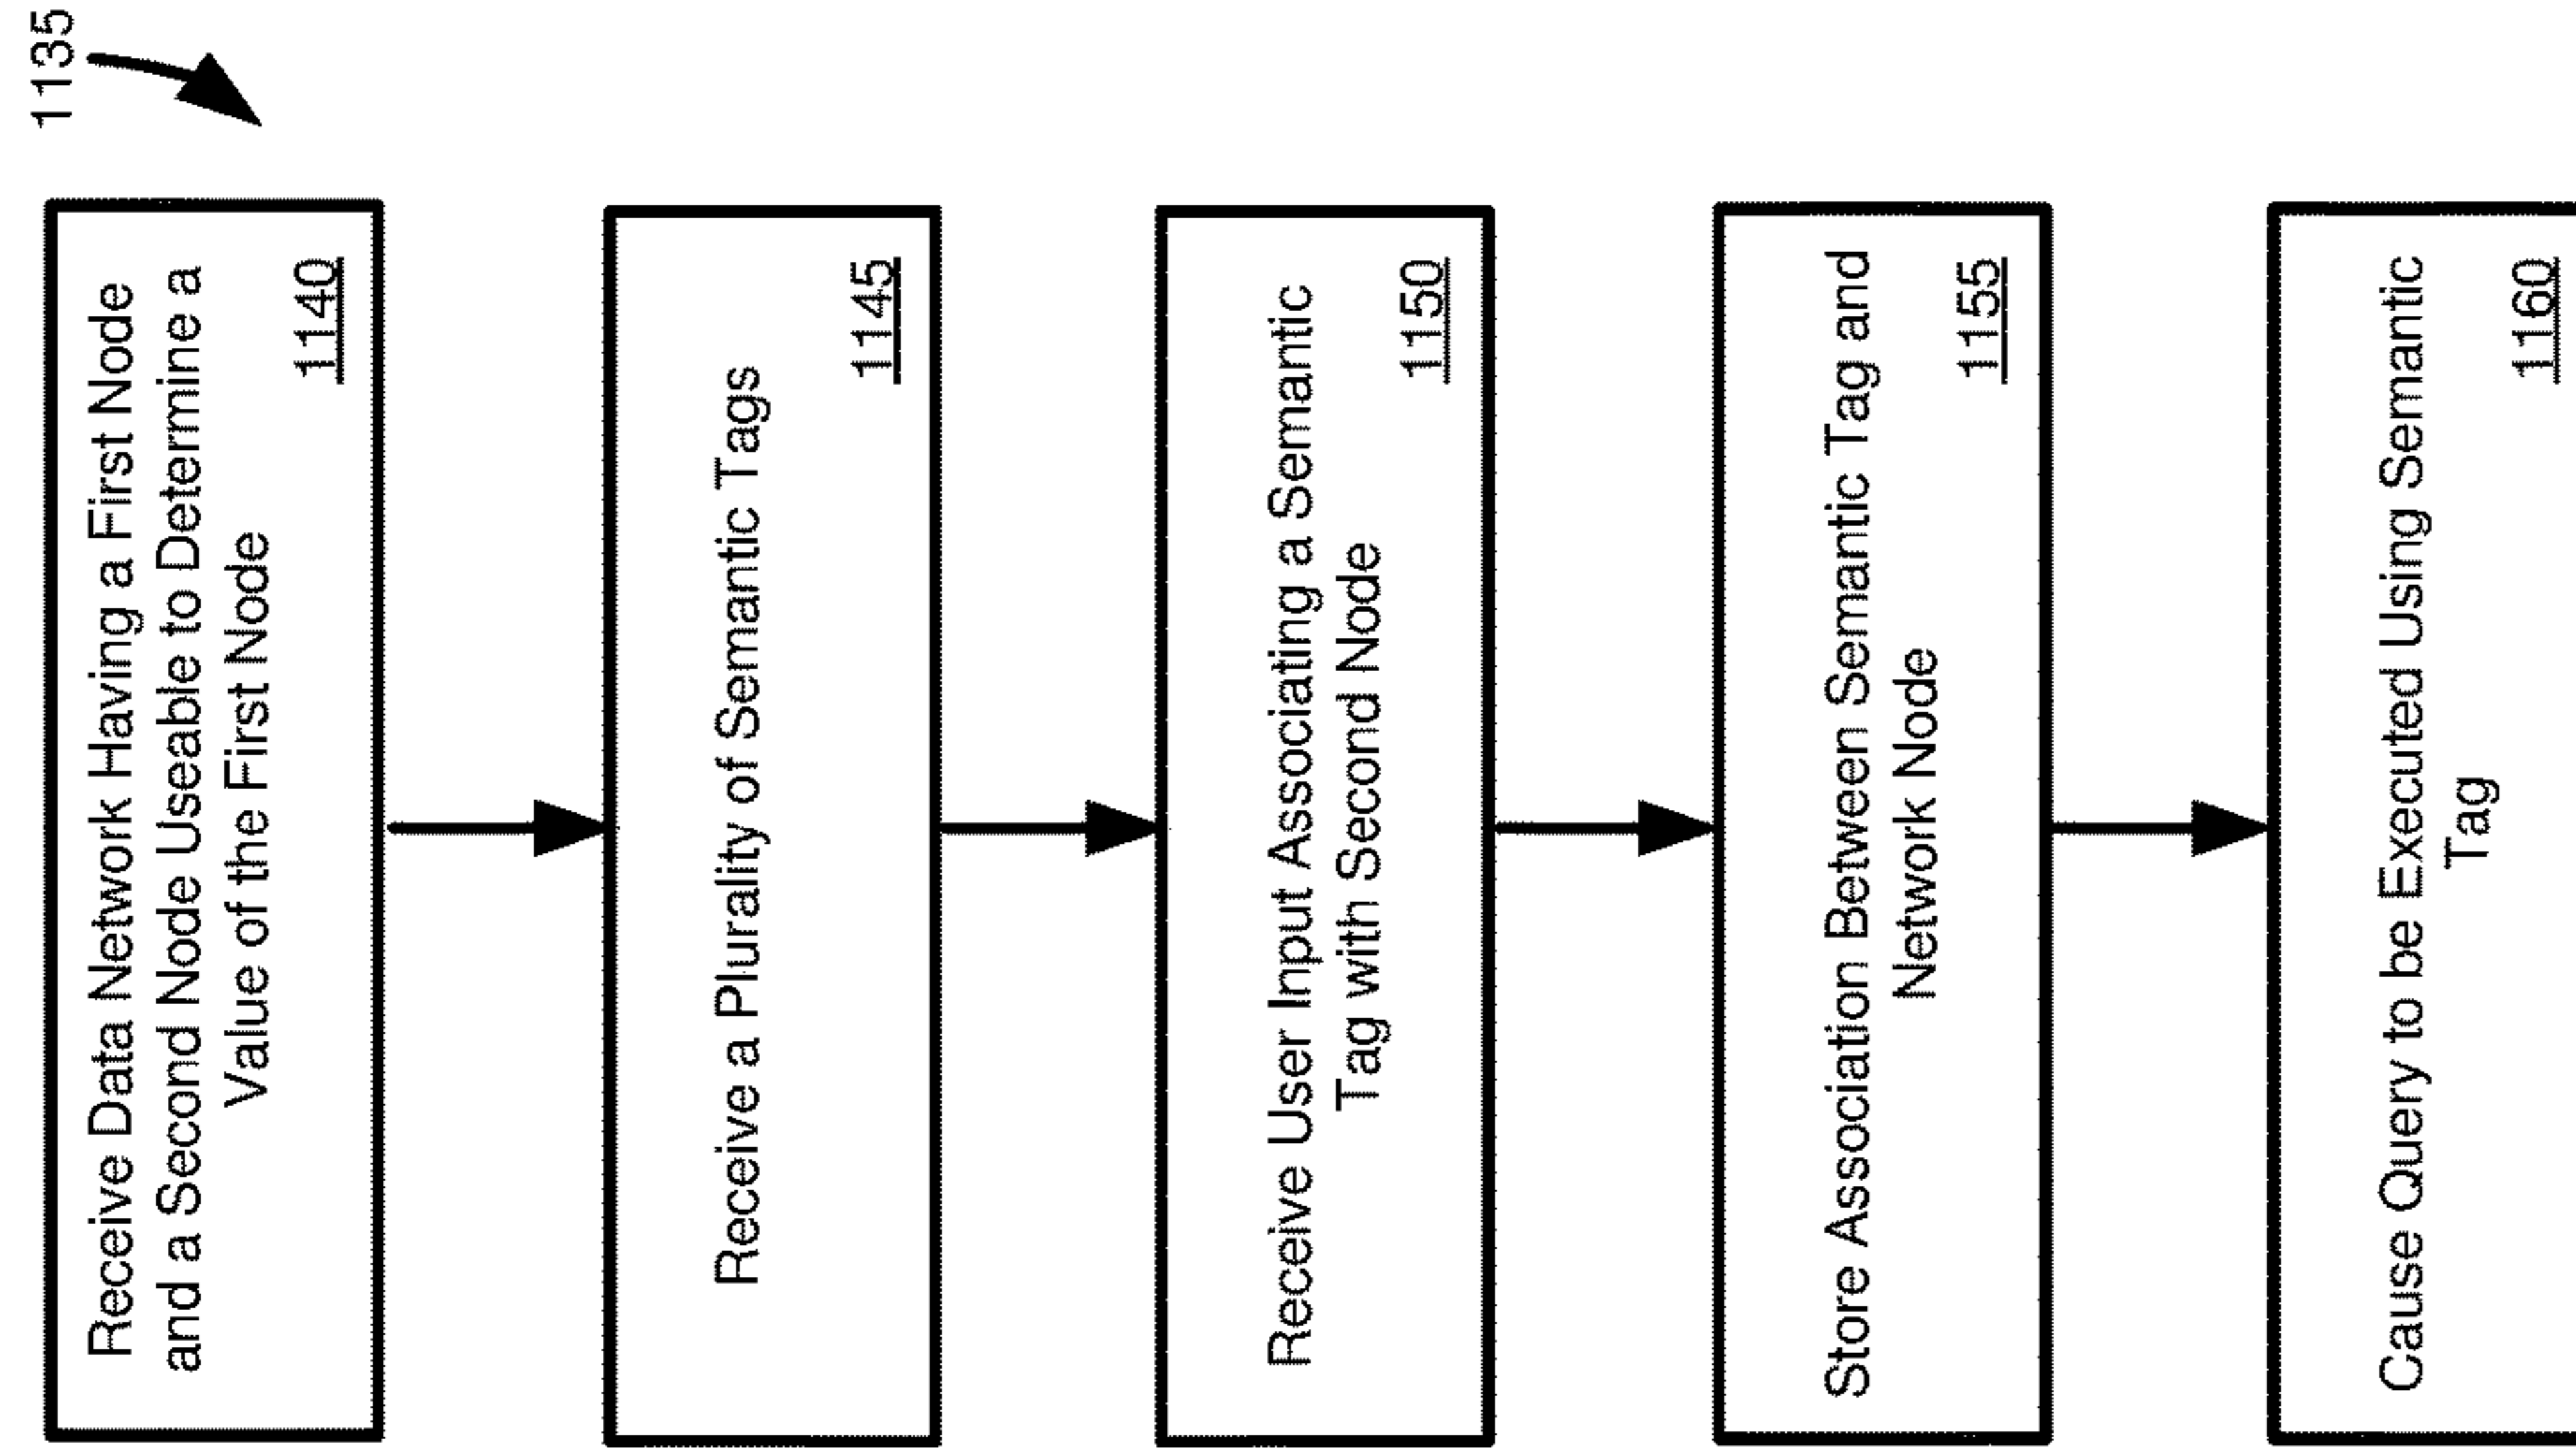 1135
Receive Data Network Having a First Node
and a Second Node Useable to Determine a
Value of the First Node
1140
Receive a Plurality of Semantic Tags
1145
Receive User Input Associating a Semantic
Tag with Second Node
1150
Store Association Between Semantic Tag and
Network Node
1155
Cause Query to be Executed Using Semantic
Tag
1160